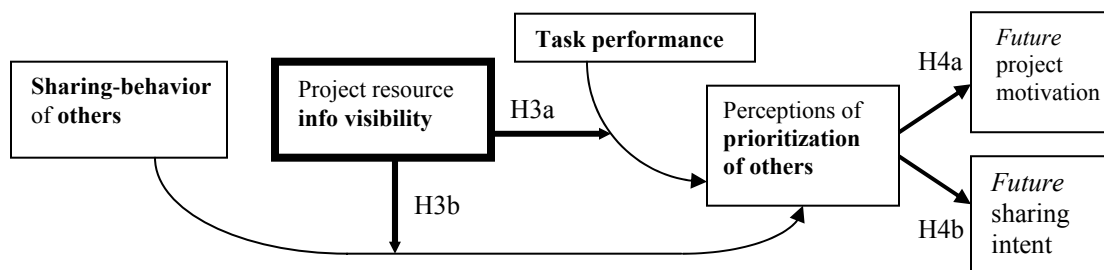 Sharing-behavior
of others
Project resource
info visibility
H3a
H3b
Task performance
Perceptions of
prioritization
of others
H4a
H4b
Future
project
motivation
Future
sharing
intent